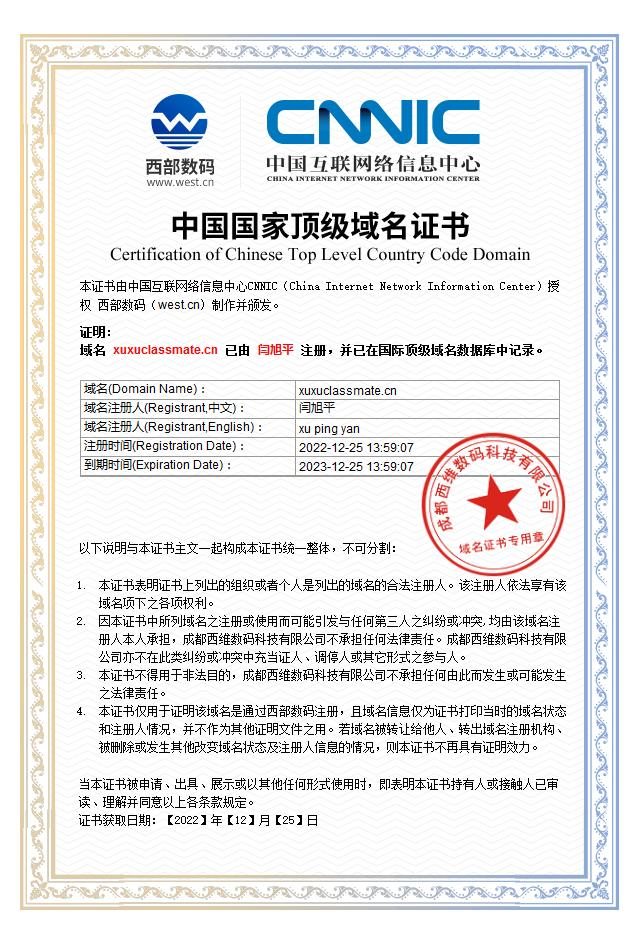 西部数码
www.west.cn
CNNIC
中国互联网络信息中心
CHINA INTERNET NETWORK INFORMATION CENTER
中国国家顶级域名证书
Certification of Chinese Top Level Country Code Domain
本证书由中国互联网络信息中心CNNIC（China Internet Network Information Center）授
权 西部数码（west.cn）制作并颁发。
证明：
域名 xuxuclassmate.cn 已由 闫旭平 注册，并已在国际顶级域名数据库中记录。
域名(Domain Name)： xuxuclassmate.cn
域名注册人(Registrant,中文)： 闫旭平
域名注册人(Registrant,English)： xu ping yan
注册时间(Registration Date)： 2022-12-25 13:59:07
到期时间(Expiration Date)： 2023-12-25 13:59:07
成都西维数码科技有限公司
域名证书专用章
以下说明与本证书主文一起构成本证书统一整体，不可分割：
1. 本证书表明证书上列出的组织或者个人是列出的域名的合法注册人。该注册人依法享有该
域名项下之各项权利。
2. 因本证书中所列域名之注册或使用而可能引发与任何第三人之纠纷或冲突，均由该域名注
册人本人承担，成都西维数码科技有限公司不承担任何法律责任。成都西维数码科技有限
公司亦不在此类纠纷或冲突中充当证人、调停人或其它形式之参与人。
3. 本证书不得用于非法目的，成都西维数码科技有限公司不承担任何由此而发生或可能发生
之法律责任。
4. 本证书仅用于证明该域名是通过西部数码注册，且域名信息仅为证书打印当时的域名状态
和注册人情况，并不作为其他证明文件之用。若域名被转让给他人、转出域名注册机构、
被删除或发生其他改变域名状态及注册人信息的情况，则本证书不再具有证明效力。
当本证书被申请、出具、展示或以其他任何形式使用时，即表明本证书持有人或接触人已审
读、理解并同意以上各条款规定。
证书获取日期：【2022】年【12】月【25】日